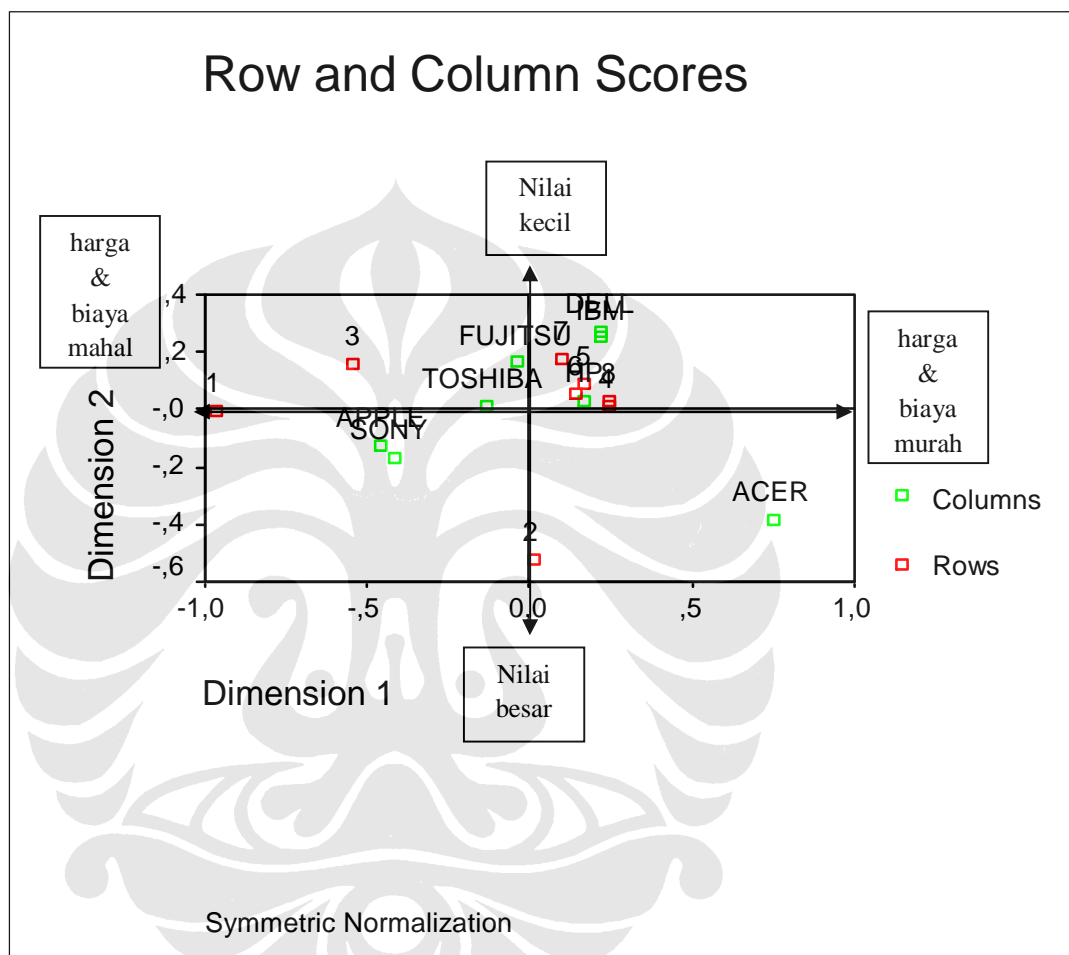 Row and Column Scores
Nilai
kecil
harga
&
biaya
mahal
harga
&
biaya
murah
,4
,2
-,0
-,2
-,4
-,6
Dimension 2
DELL
IBM
7
FUJITSU
3
5
6
HP
8
4
TOSHIBA
1
APPLE
SONY
ACER
2
Columns
Rows
-1,0
-,5
0,0
,5
1,0
Dimension 1
Nilai
besar
Symmetric Normalization